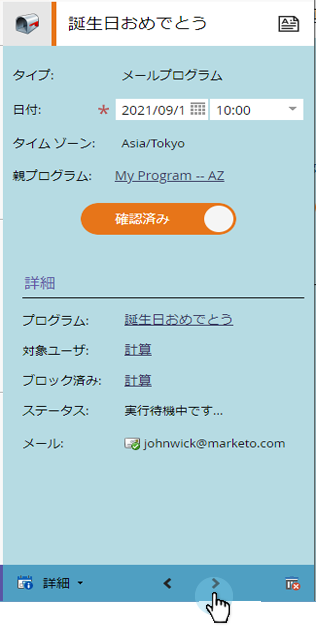 誕生日おめでとう
タイプ: メールプログラム
日付: * 2021/09/1 10:00
タイム ゾーン: Asia/Tokyo
親プログラム: My Program -- AZ
確認済み
詳細
プログラム: 誕生日おめでとう
対象ユーザ: 計算
ブロック済み: 計算
ステータス: 実行待機中です...
メール: johnwick@marketo.com
詳細